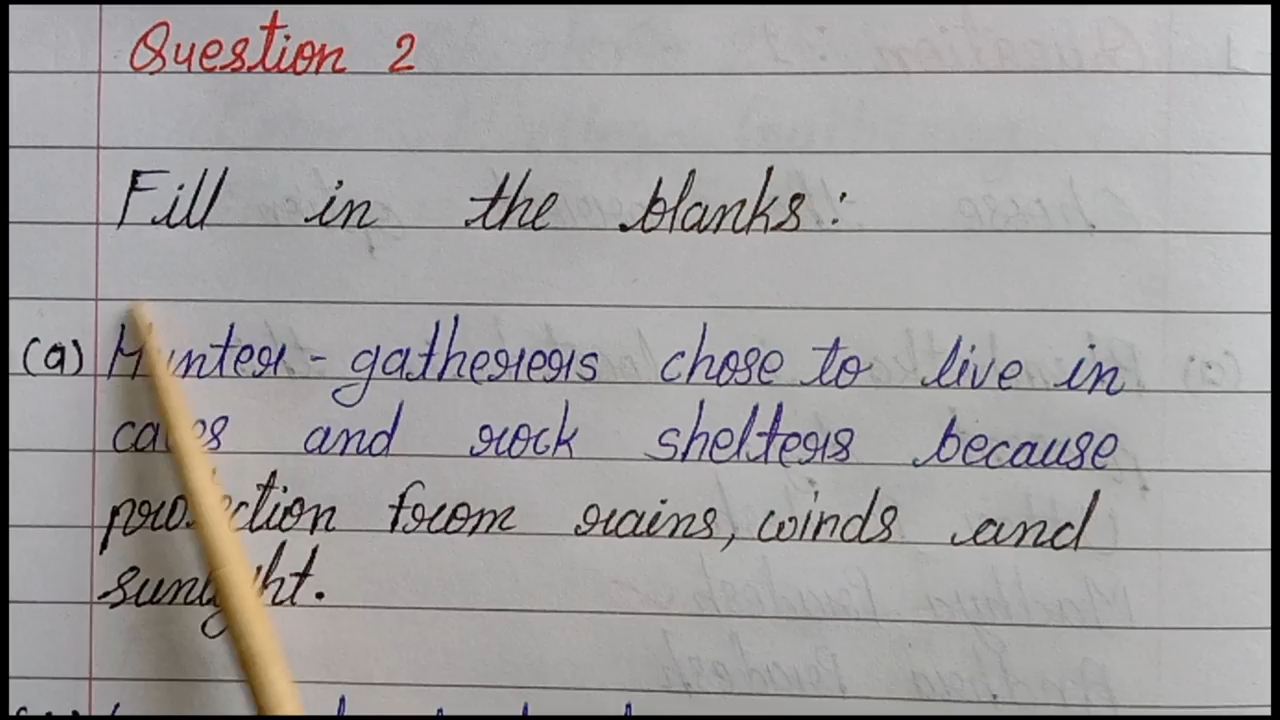 Question 2
Fill in the blanks:
(a) Hunter-gatherers chose to live in
caves and rock shelters because
protection from rains, winds and
sunlight.